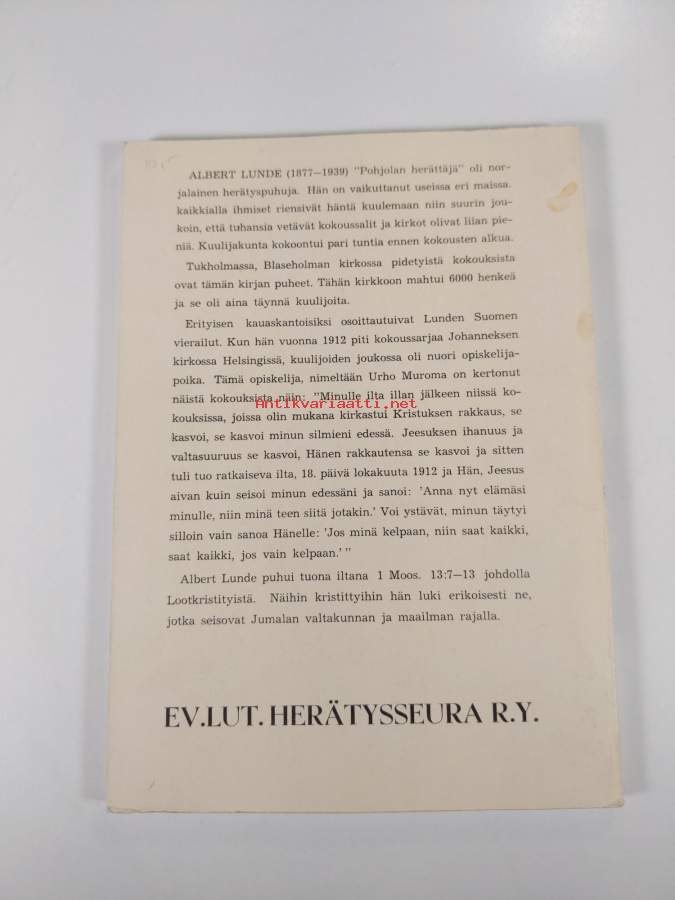 ALBERT LUNDE (1877—1939) "Pohjolan herättäjä" oli nor-
jalainen herätyspuhuja. Hän on vaikuttanut useissa eri maissa.
kaikkialla ihmiset riensivät häntä kuulemaan niin suurin jou-
koin, että tuhansia vetävät kokoussalit ja kirkot olivat liian pie-
niä. Kuulijakunta kokoontui pari tuntia ennen kokousten alkua.
Tukholmassa, Blaseholman kirkossa pidetyistä kokouksista
ovat tämän kirjan puheet. Tähän kirkkoon mahtui 6000 henkeä
ja se oli aina täynnä kuulijoita.
Erityisen kauaskantoisiksi osoittautuivat Lunden Suomen
vierailut. Kun hän vuonna 1912 piti kokoussarjaa Johanneksen
kirkossa Helsingissä, kuulijoiden joukossa oli nuori opiskelija-
poika. Tämä opiskelija, nimeltään Urho Muroma on kertonut
näistä kokouksista näin: "Minulle ilta illan jälkeen niissä ko-
Antikvariaatti.net
kouksissa, joissa olin mukana kirkastui Kristuksen rakkaus, se
kasvoi, se kasvoi minun silmieni edessä. Jeesuksen ihanuus ja
valtasuuruus se kasvoi, Hänen rakkautensa se kasvoi ja sitten
tuli tuo ratkaiseva ilta, 18. päivä lokakuuta 1912 ja Hän, Jeesus
aivan kuin seisoi minun edessäni ja sanoi: 'Anna nyt elämäsi
minulle, niin minä teen siitä jotakin.' Voi ystävät, minun täytyi
silloin vain sanoa Hänelle: 'Jos minä kelpaan, niin saat kaikki,
saat kaikki, jos vain kelpaan.' "
Albert Lunde puhui tuona iltana 1 Moos. 13:7—13 johdolla
Lootkristityistä. Näihin kristittyihin hän luki erikoisesti ne,
jotka seisovat Jumalan valtakunnan ja maailman rajalla.
EV.LUT. HERÄTYSSEURA R.Y.